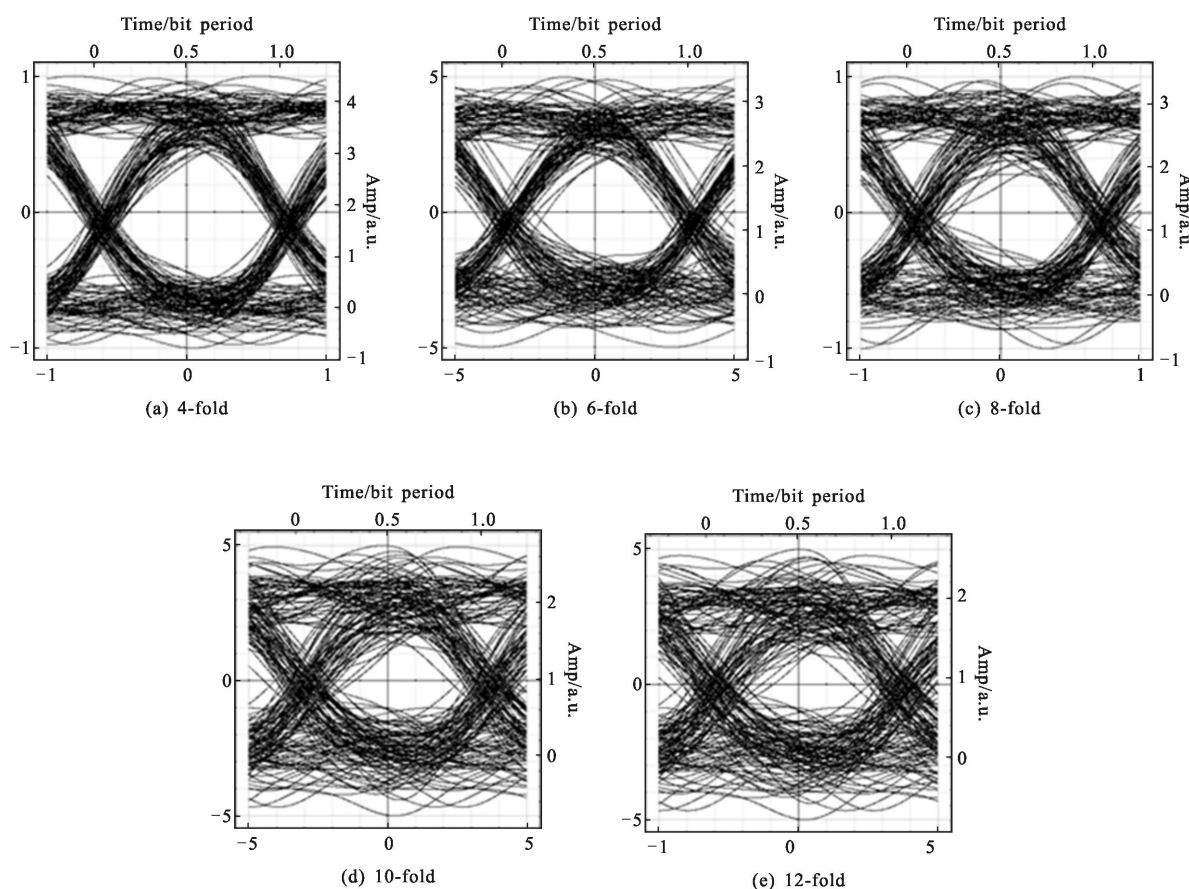 Time/bit period
0 0.5 1.0
1
0
−1
4
3
2
1
0
−1
Amp/a.u.
−1 0 1
(a) 4-fold
Time/bit period
0 0.5 1.0
5
0
−5
3
2
1
0
−1
Amp/a.u.
−5 0 5
(b) 6-fold
Time/bit period
0 0.5 1.0
1
0
−1
3
2
1
0
−1
Amp/a.u.
−1 0 1
(c) 8-fold
Time/bit period
0 0.5 1.0
5
0
−5
2
1
0
Amp/a.u.
−5 0 5
(d) 10-fold
Time/bit period
0 0.5 1.0
5
0
−5
2
1
0
Amp/a.u.
−1 0 5
(e) 12-fold